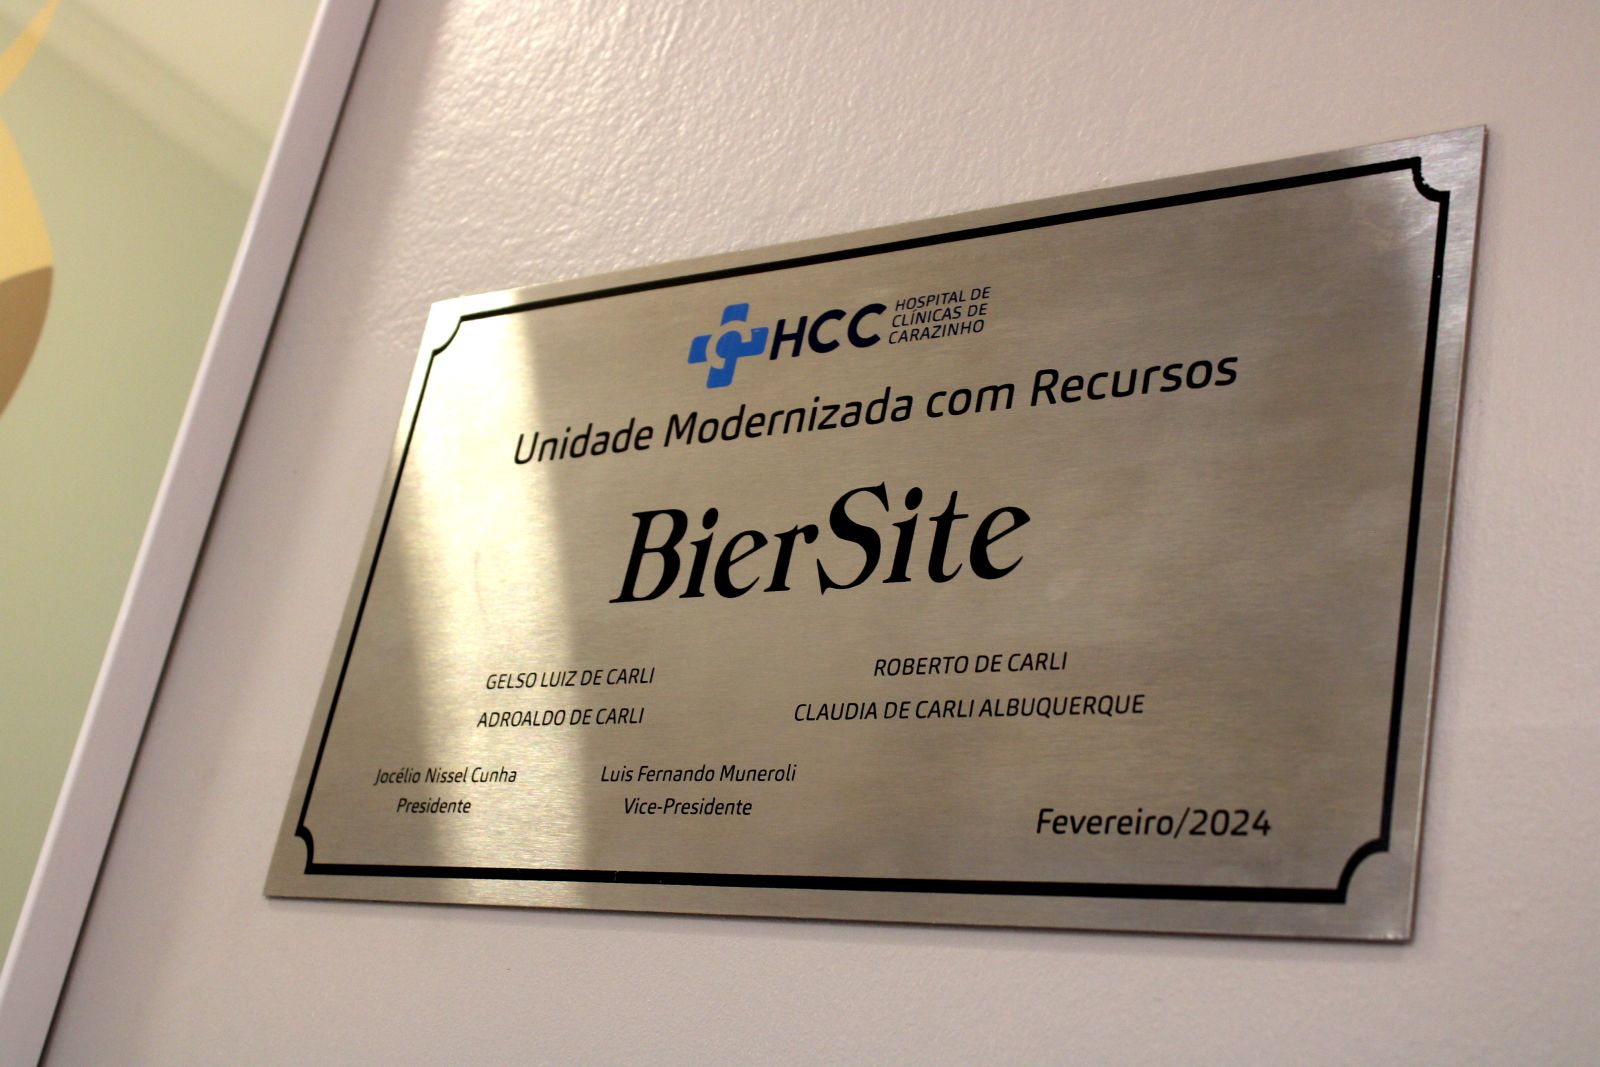 HCC
HOSPITAL DE
CLÍNICAS DE
CARAZINHO
Unidade Modernizada com Recursos
BierSite
GELSO LUIZ DE CARLI
ROBERTO DE CARLI
ADROALDO DE CARLI
CLAUDIA DE CARLI ALBUQUERQUE
Jocélio Nissel Cunha
Presidente
Luis Fernando Muneroli
Vice-Presidente
Fevereiro/2024